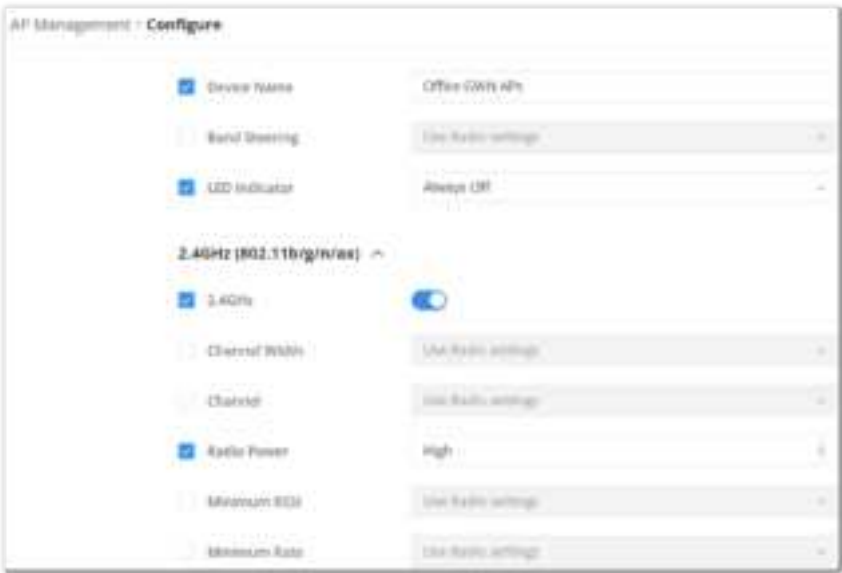 AP Management > Configure
Device Name Office GWN APs
Band Steering Use Radio settings
LED Indicator Always Off
2.4GHz (802.11b/g/n/ax)
2.4GHz
Channel Width Use Radio settings
Channel Use Radio settings
Radio Power High
Minimum RSSI Use Radio settings
Minimum Rate Use Radio settings